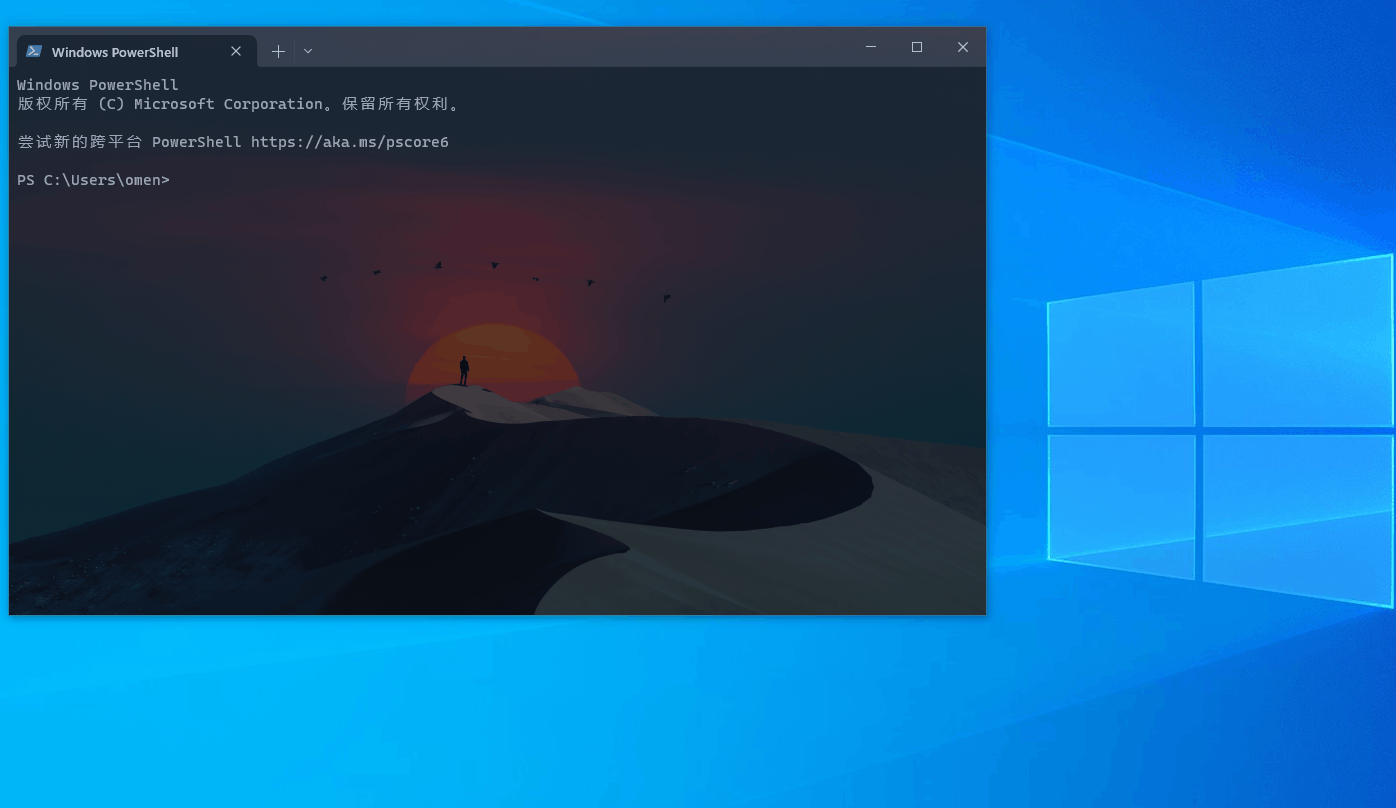 Windows PowerShell
Windows PowerShell
版权所有 (C) Microsoft Corporation。保留所有权利。
尝试新的跨平台 PowerShell https://aka.ms/pscore6
PS C:\Users\omen>